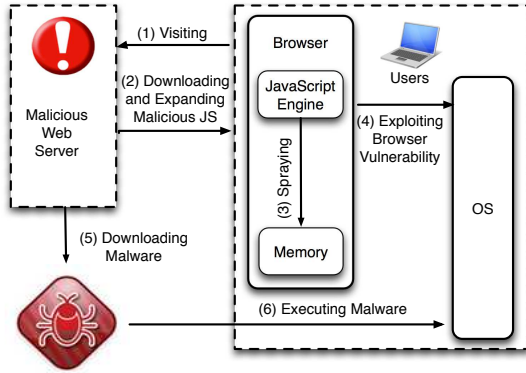 (1) Visiting
Browser
Users
Malicious
Web
Server
(2) Downloading
and Expanding
Malicious JS
JavaScript
Engine
(3) Spraying
Memory
(4) Exploiting
Browser
Vulnerability
OS
(5) Downloading
Malware
(6) Executing Malware